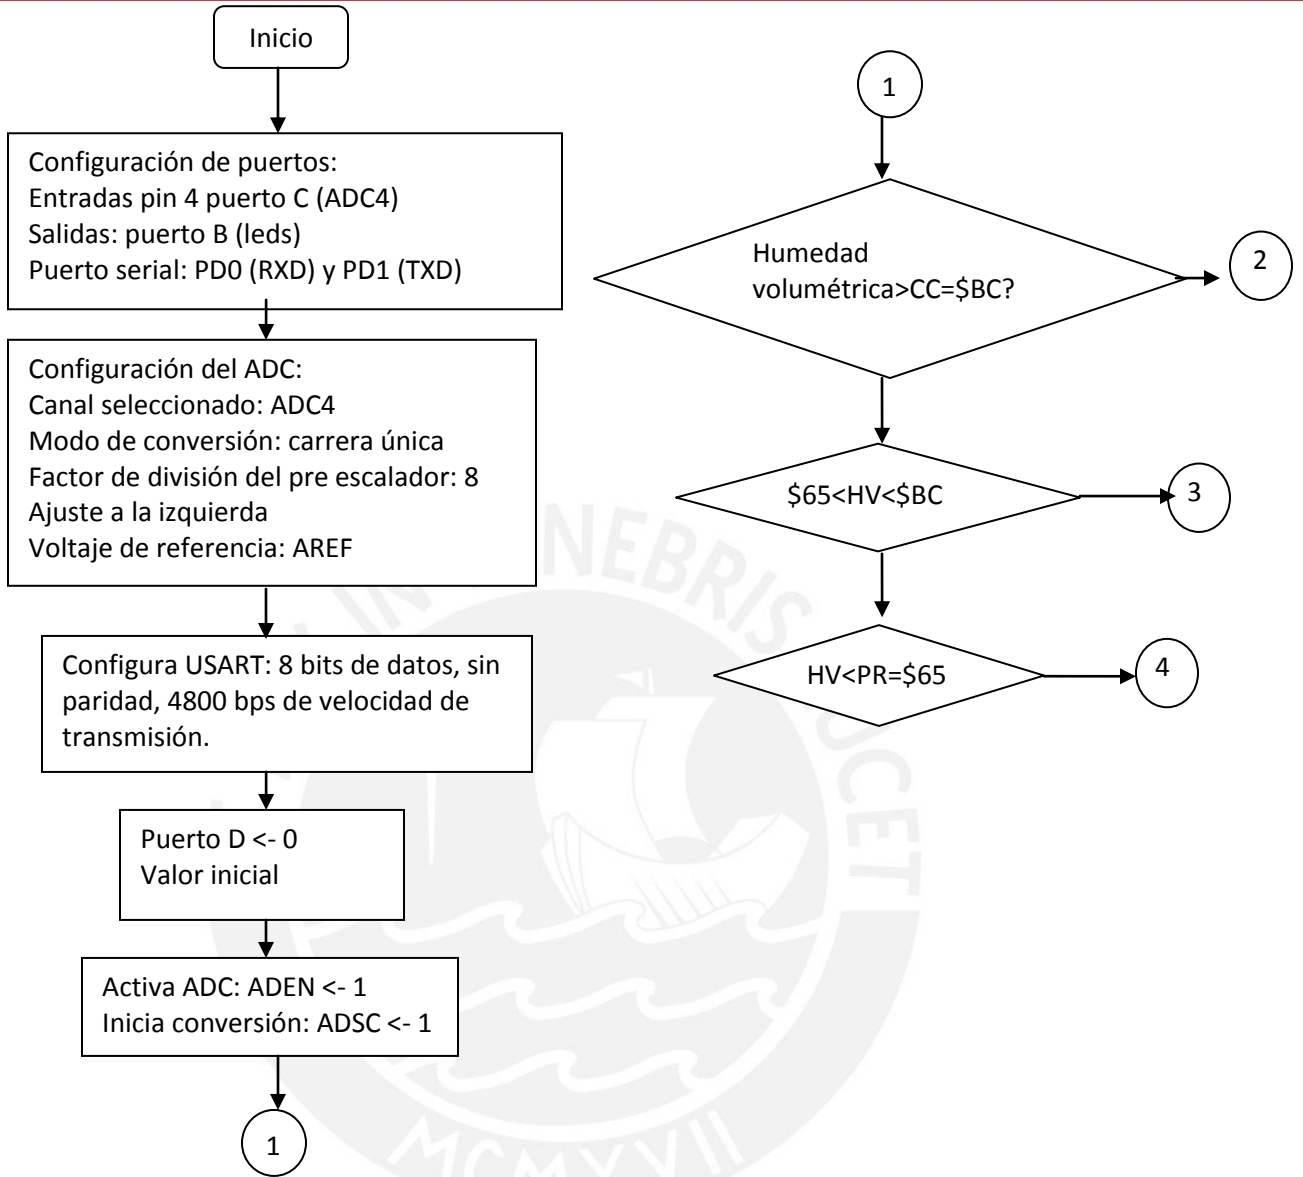 Inicio
Configuración de puertos:
Entradas pin 4 puerto C (ADC4)
Salidas: puerto B (leds)
Puerto serial: PD0 (RXD) y PD1 (TXD)
Configuración del ADC:
Canal seleccionado: ADC4
Modo de conversión: carrera única
Factor de división del pre escalador: 8
Ajuste a la izquierda
Voltaje de referencia: AREF
Configura USART: 8 bits de datos, sin
paridad, 4800 bps de velocidad de
transmisión.
Puerto D <- 0
Valor inicial
Activa ADC: ADEN <- 1
Inicia conversión: ADSC <- 1
1
1
Humedad
volumétrica>CC=$BC?
2
$65<HV<$BC
3
HV<PR=$65
4
MCMXVII